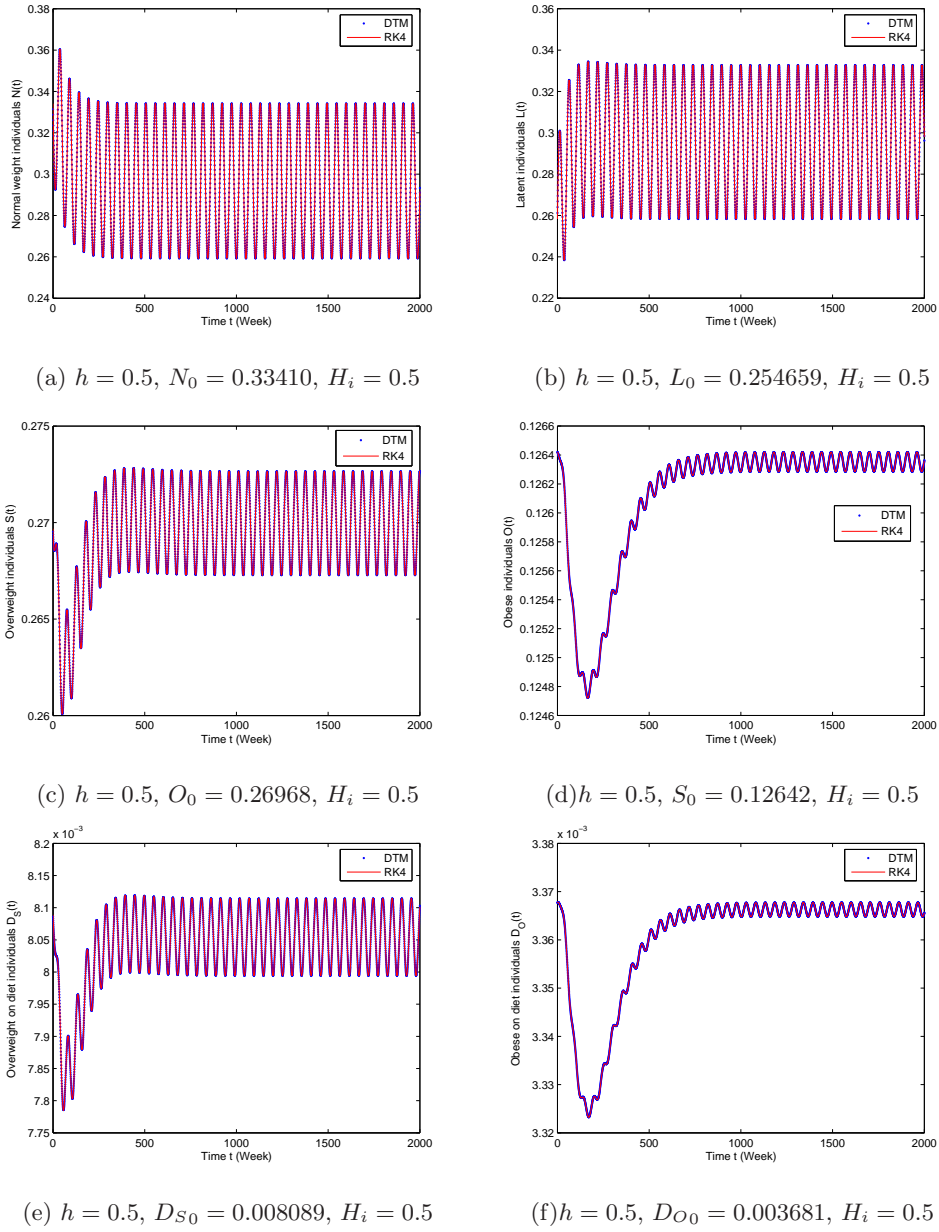 0.38
0.36
0.34
0.32
0.3
0.28
0.26
0.24
0 500 1000 1500 2000
Normal weight individuals N(t)
Time t (Week)
DTM
RK4
(a) h = 0.5, N₀ = 0.33410, Hᵢ = 0.5
0.36
0.34
0.32
0.3
0.28
0.26
0.24
0.22
0 500 1000 1500 2000
Latent individuals L(t)
Time t (Week)
DTM
RK4
(b) h = 0.5, L₀ = 0.254659, Hᵢ = 0.5
0.275
0.27
0.265
0.26
0 500 1000 1500 2000
Overweight individuals S(t)
Time t (Week)
DTM
RK4
(c) h = 0.5, O₀ = 0.26968, Hᵢ = 0.5
0.1266
0.1264
0.1262
0.126
0.1258
0.1256
0.1254
0.1252
0.125
0.1248
0.1246
0 500 1000 1500 2000
Obese individuals O(t)
Time t (Week)
DTM
RK4
(d)h = 0.5, S₀ = 0.12642, Hᵢ = 0.5
x 10⁻³
8.2
8.15
8.1
8.05
8
7.95
7.9
7.85
7.8
7.75
0 500 1000 1500 2000
Overweight on diet individuals D_S(t)
Time t (Week)
DTM
RK4
(e) h = 0.5, D_S₀ = 0.008089, Hᵢ = 0.5
x 10⁻³
3.38
3.37
3.36
3.35
3.34
3.33
3.32
0 500 1000 1500 2000
Obese on diet individuals D_O(t)
Time t (Week)
DTM
RK4
(f)h = 0.5, D_O₀ = 0.003681, Hᵢ = 0.5